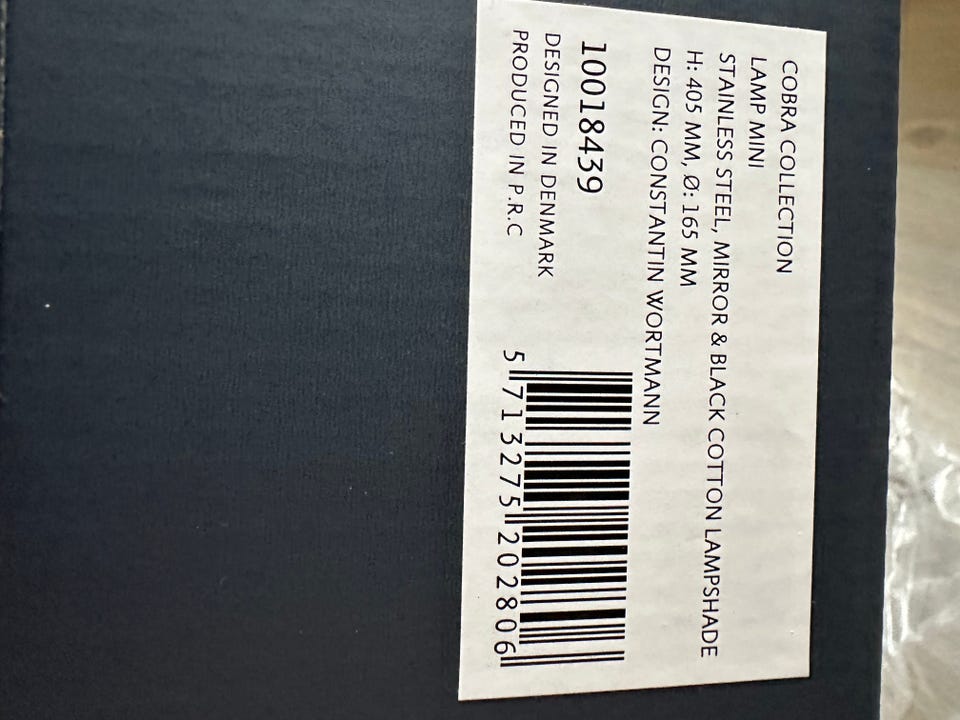 COBRA COLLECTION
LAMP MINI
STAINLESS STEEL, MIRROR & BLACK COTTON LAMPSHADE
H: 405 MM, Ø: 165 MM
DESIGN: CONSTANTIN WORTMANN
10018439
DESIGNED IN DENMARK
PRODUCED IN P.R.C
5 713275 202806